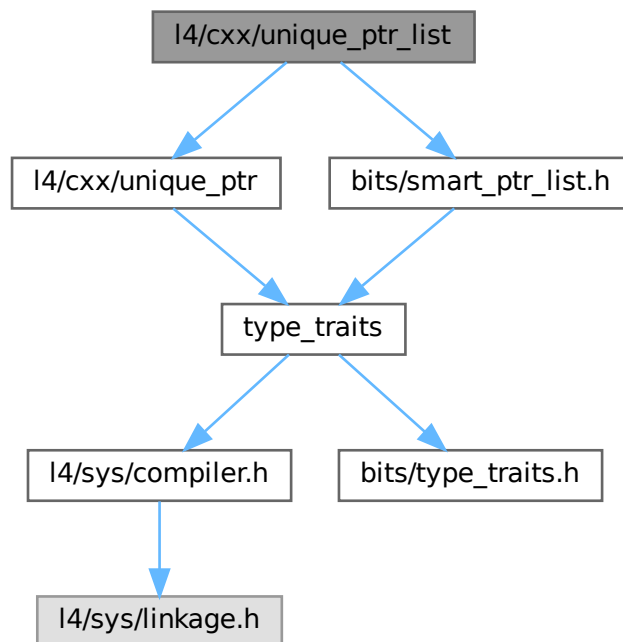 l4/cxx/unique_ptr_list
l4/cxx/unique_ptr
bits/smart_ptr_list.h
type_traits
l4/sys/compiler.h
bits/type_traits.h
l4/sys/linkage.h